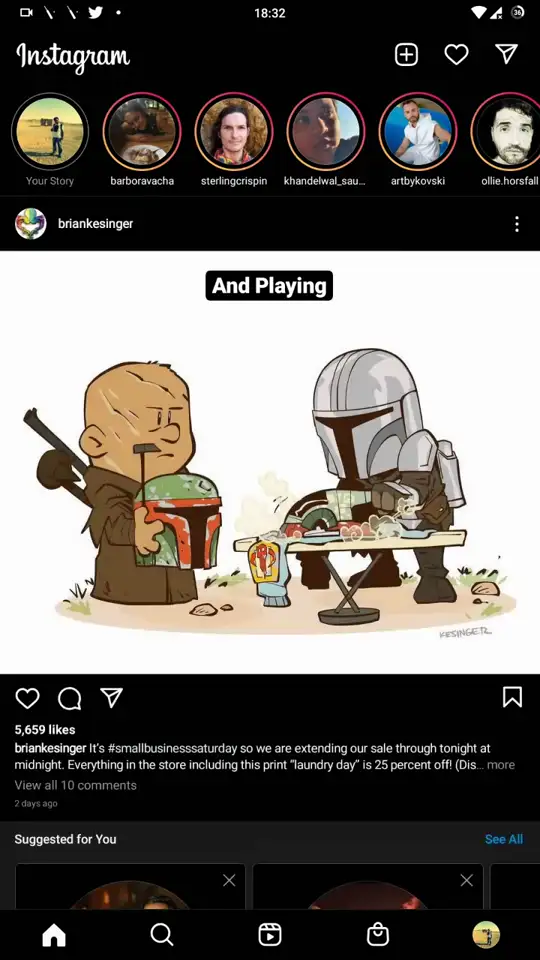 18:32
36
Instagram
Your Story
barboravacha
sterlingcrispin
khandelwal_sau...
artbykovski
ollie.horsfall
briankesinger
And Playing
KESINGER
5,659 likes
briankesinger It's #smallbusinesssaturday so we are extending our sale through tonight at
midnight. Everything in the store including this print “laundry day” is 25 percent off! (Dis... more
View all 10 comments
2 days ago
Suggested for You
See All